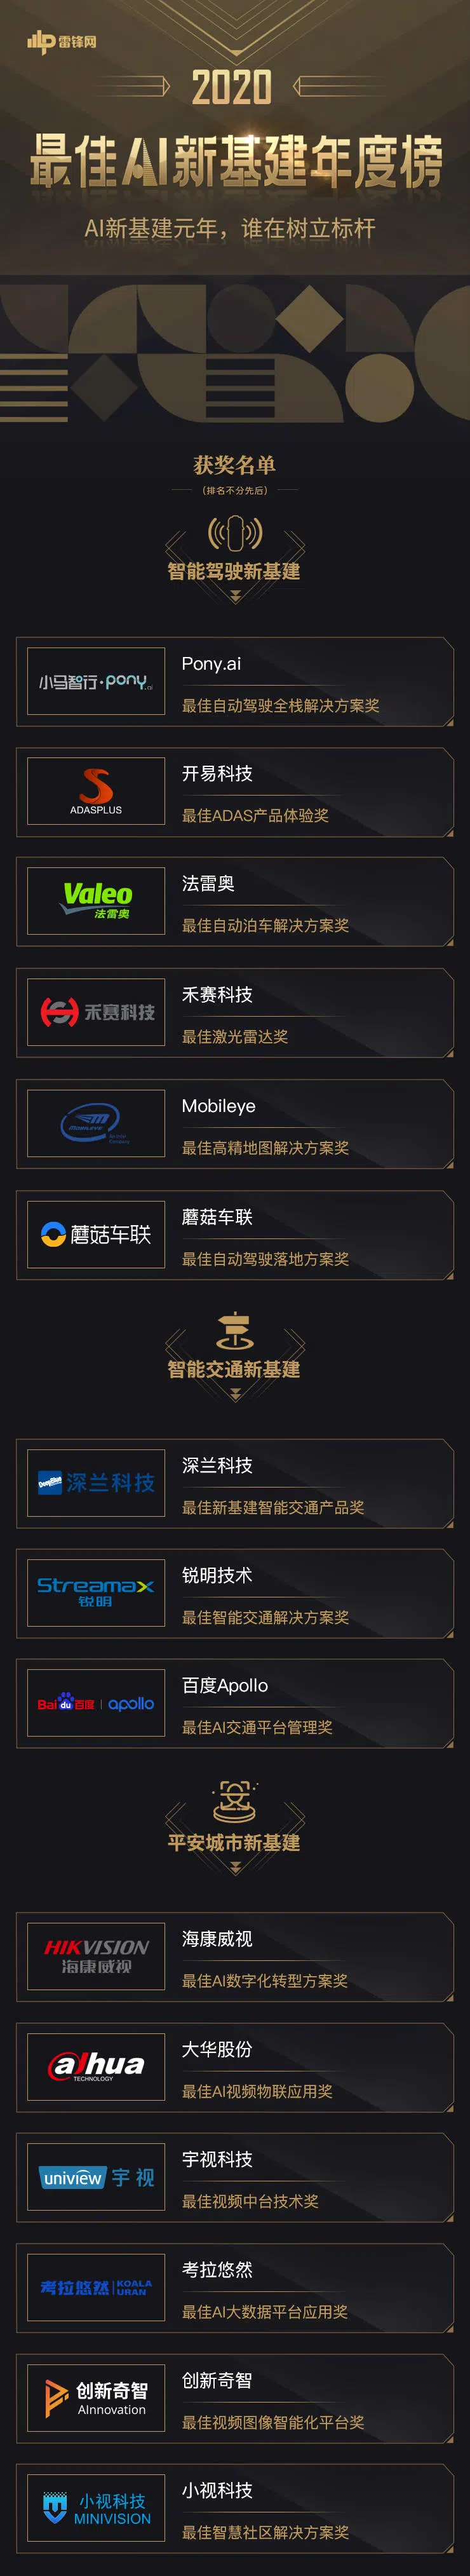 雷锋网
2020
最佳AI新基建年度榜
AI新基建元年，谁在树立标杆
获奖名单
(排名不分先后)
智能驾驶新基建
小马智行·pony.ai
Pony.ai
最佳自动驾驶全栈解决方案奖
ADASPLUS
开易科技
最佳ADAS产品体验奖
Valeo
法雷奥
法雷奥
最佳自动泊车解决方案奖
禾赛科技
禾赛科技
最佳激光雷达奖
MOBILEYE
Mobileye
最佳高精地图解决方案奖
蘑菇车联
蘑菇车联
最佳自动驾驶落地方案奖
智能交通新基建
DeepBlue
深兰科技
深兰科技
最佳新基建智能交通产品奖
Streamax
锐明
锐明技术
最佳智能交通解决方案奖
Baidu百度 | apollo
百度Apollo
最佳AI交通平台管理奖
平安城市新基建
HIKVISION
海康威视
海康威视
最佳AI数字化转型方案奖
alhua
TECHNOLOGY
大华股份
最佳AI视频物联应用奖
uniview 宇视
宇视科技
最佳视频中台技术奖
考拉悠然 | KOALA
URAN
考拉悠然
最佳AI大数据平台应用奖
创新奇智
AInnovation
创新奇智
最佳视频图像智能化平台奖
小视科技
MINIVISION
小视科技
最佳智慧社区解决方案奖